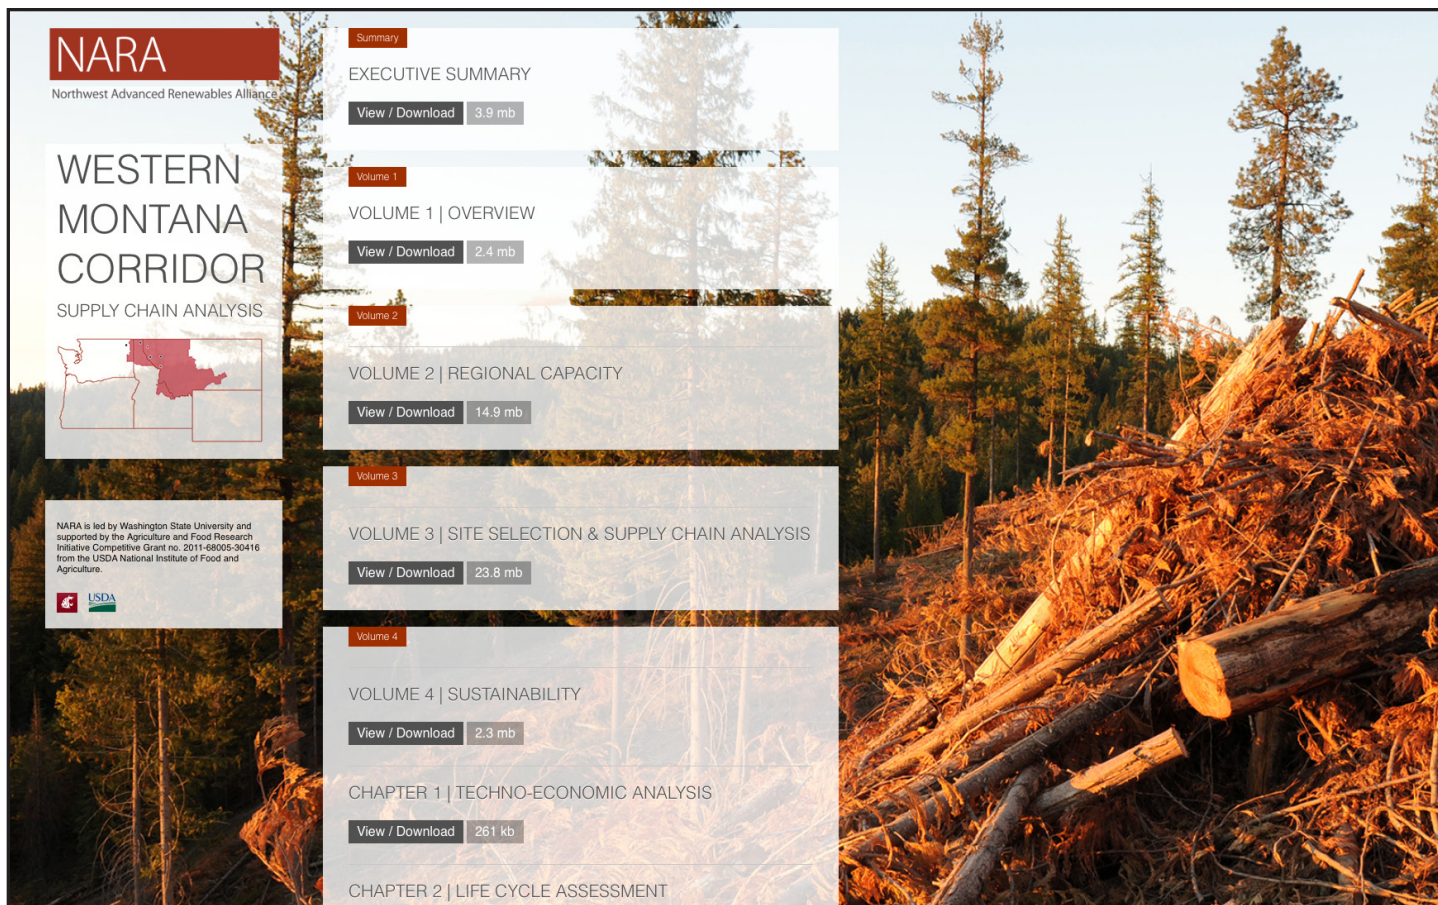 NARA
Northwest Advanced Renewables Alliance
WESTERN
MONTANA
CORRIDOR
SUPPLY CHAIN ANALYSIS
NARA is led by Washington State University and
supported by the Agriculture and Food Research
Initiative Competitive Grant no. 2011-68005-30416
from the USDA National Institute of Food and
Agriculture.
USDA
Summary
EXECUTIVE SUMMARY
View / Download 3.9 mb
Volume 1
VOLUME 1 | OVERVIEW
View / Download 2.4 mb
Volume 2
VOLUME 2 | REGIONAL CAPACITY
View / Download 14.9 mb
Volume 3
VOLUME 3 | SITE SELECTION & SUPPLY CHAIN ANALYSIS
View / Download 23.8 mb
Volume 4
VOLUME 4 | SUSTAINABILITY
View / Download 2.3 mb
CHAPTER 1 | TECHNO-ECONOMIC ANALYSIS
View / Download 261 kb
CHAPTER 2 | LIFE CYCLE ASSESSMENT